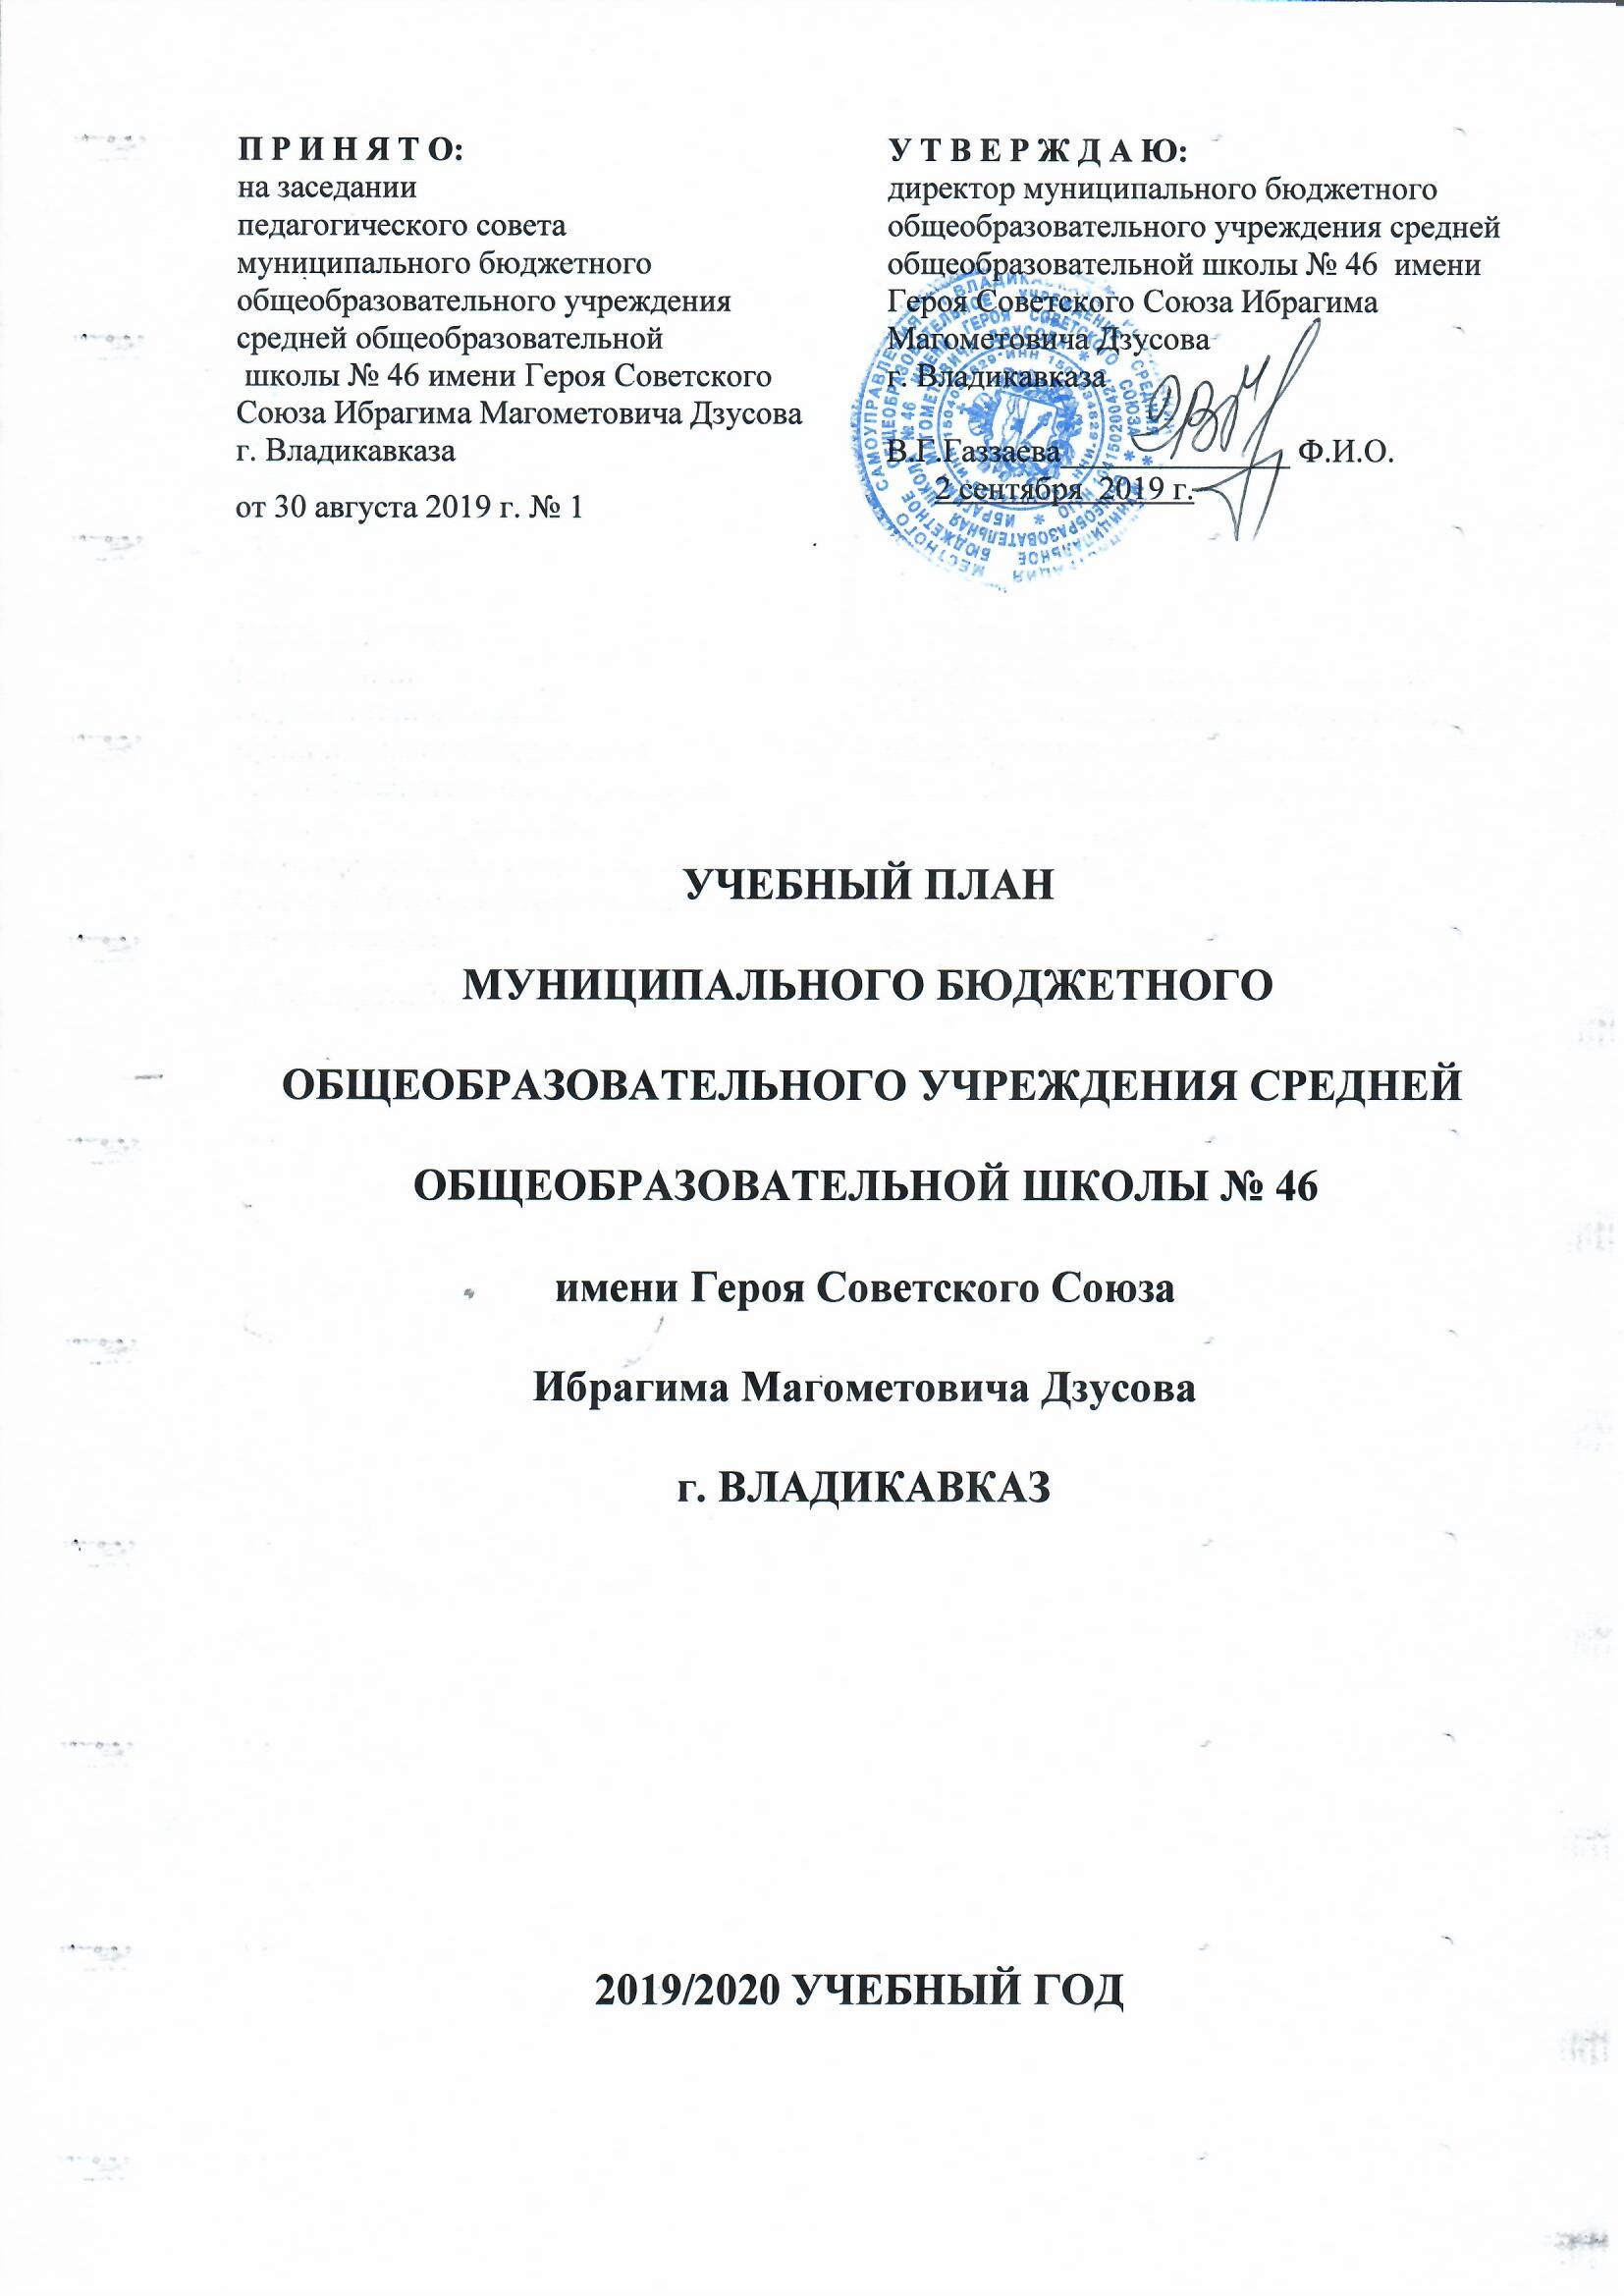 П Р И Н Я Т О:
на заседании
педагогического совета
муниципального бюджетного
общеобразовательного учреждения
средней общеобразовательной
школы № 46 имени Героя Советского
Союза Ибрагима Магометовича Дзусова
г. Владикавказа
от 30 августа 2019 г. № 1
У Т В Е Р Ж Д А Ю:
директор муниципального бюджетного
общеобразовательного учреждения средней
общеобразовательной школы № 46 имени
Героя Советского Союза Ибрагима
Магометовича Дзусова
г. Владикавказа
В.Г.Газзаева______________ Ф.И.О.
2 сентября 2019 г.
УЧЕБНЫЙ ПЛАН
МУНИЦИПАЛЬНОГО БЮДЖЕТНОГО
ОБЩЕОБРАЗОВАТЕЛЬНОГО УЧРЕЖДЕНИЯ СРЕДНЕЙ
ОБЩЕОБРАЗОВАТЕЛЬНОЙ ШКОЛЫ № 46
имени Героя Советского Союза
Ибрагима Магометовича Дзусова
г. ВЛАДИКАВКАЗ
2019/2020 УЧЕБНЫЙ ГОД